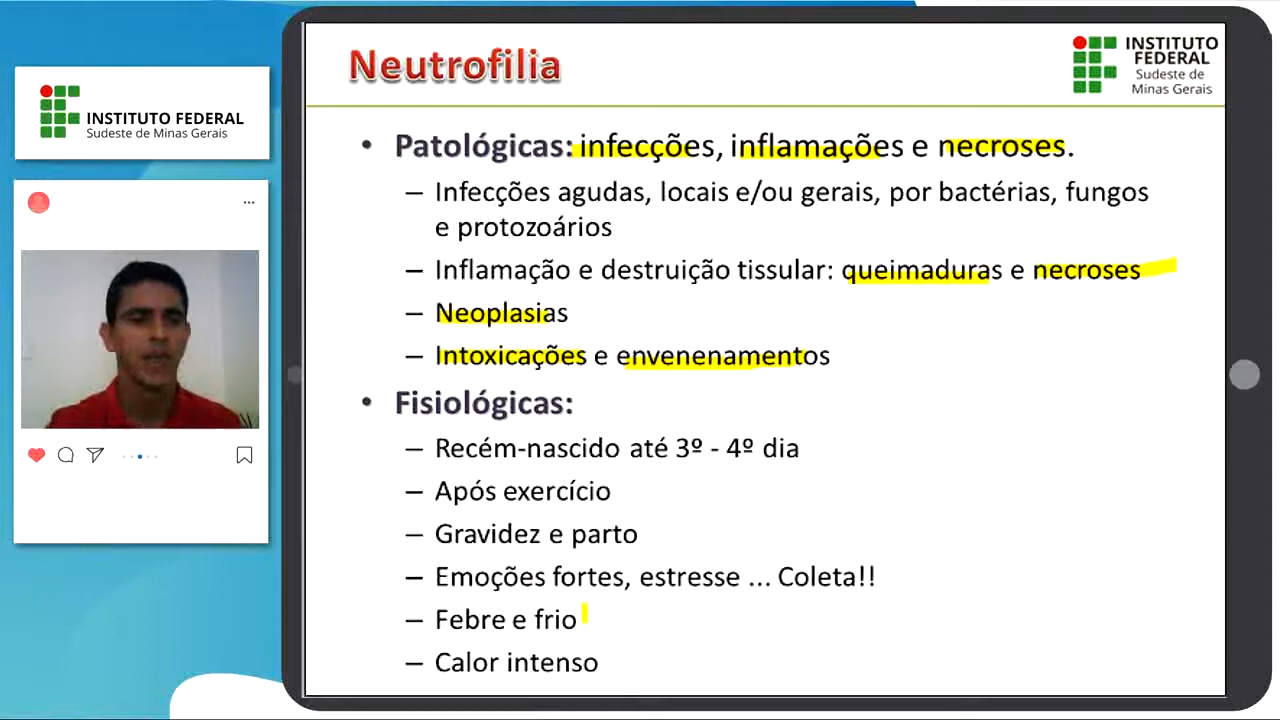 Neutrofilia
INSTITUTO
FEDERAL
Sudeste de
Minas Gerais
INSTITUTO FEDERAL
Sudeste de Minas Gerais
• Patológicas: infecções, inflamações e necroses.
– Infecções agudas, locais e/ou gerais, por bactérias, fungos
e protozoários
– Inflamação e destruição tissular: queimaduras e necroses
– Neoplasias
– Intoxicações e envenenamentos
• Fisiológicas:
– Recém-nascido até 3º - 4º dia
– Após exercício
– Gravidez e parto
– Emoções fortes, estresse ... Coleta!!
– Febre e frio
– Calor intenso